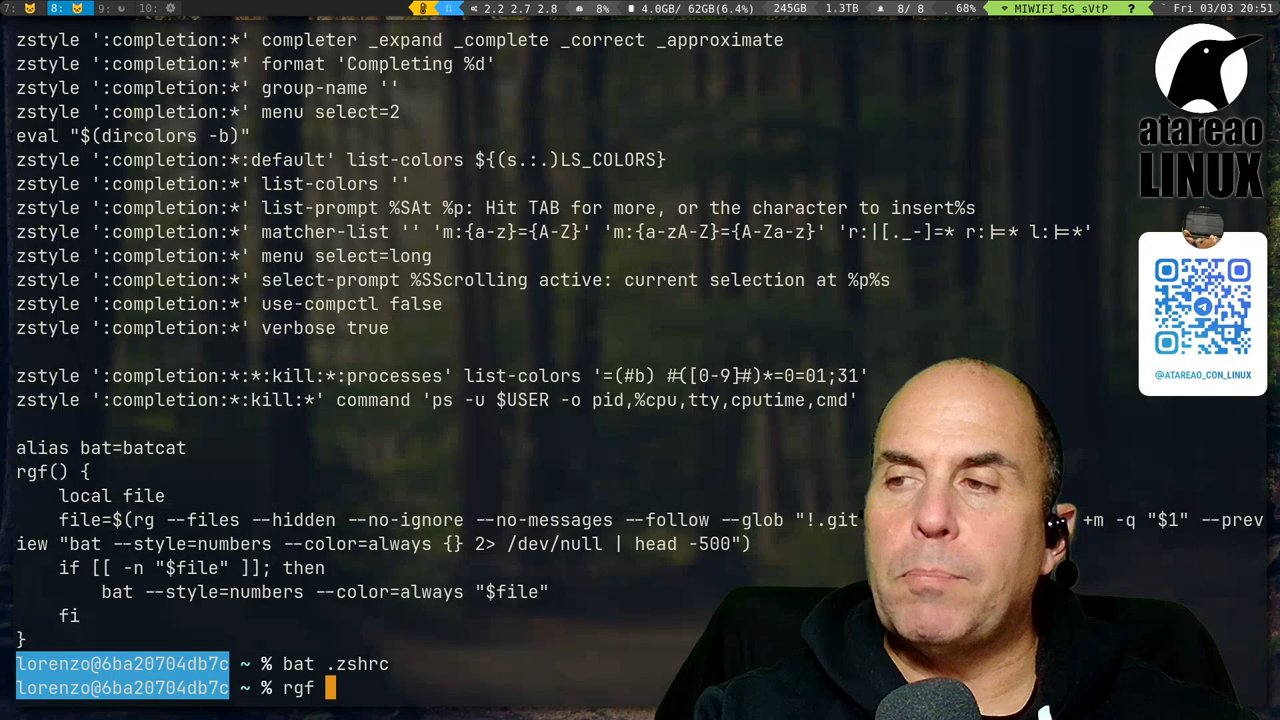 7: 8: 9: 10: 2.2 2.7 2.8 8% 4.0GB/ 62GB(6.4%) 245GB 1.3TB 8/ 8 68% MIWIFI 5G sVtP ? Fri 03/03 20:51
zstyle ':completion:*' completer _expand _complete _correct _approximate
zstyle ':completion:*' format 'Completing %d'
zstyle ':completion:*' group-name ''
zstyle ':completion:*' menu select=2
eval "$(dircolors -b)"
zstyle ':completion:*:default' list-colors ${(s.:.)LS_COLORS}
zstyle ':completion:*' list-colors ''
zstyle ':completion:*' list-prompt %SAt %p: Hit TAB for more, or the character to insert%s
zstyle ':completion:*' matcher-list '' 'm:{a-z}={A-Z}' 'm:{a-zA-Z}={A-Za-z}' 'r:|[._-]=* r:|=* l:|=*'
zstyle ':completion:*' menu select=long
zstyle ':completion:*' select-prompt %SScrolling active: current selection at %p%s
zstyle ':completion:*' use-compctl false
zstyle ':completion:*' verbose true
zstyle ':completion:*:*:kill:*:processes' list-colors '=(#b) #([0-9]#)*=0=01;31'
zstyle ':completion:*:kill:*' command 'ps -u $USER -o pid,%cpu,tty,cputime,cmd'
alias bat=batcat
rgf() {
local file
file=$(rg --files --hidden --no-ignore --no-messages --follow --glob "!.git +m -q "$1" --prev
iew "bat --style=numbers --color=always {} 2> /dev/null | head -500")
if [[ -n "$file" ]]; then
bat --style=numbers --color=always "$file"
fi
}
lorenzo@6ba20704db7c ~ % bat .zshrc
lorenzo@6ba20704db7c ~ % rgf
atareao
LINUX
@ATAREAO_CON_LINUX